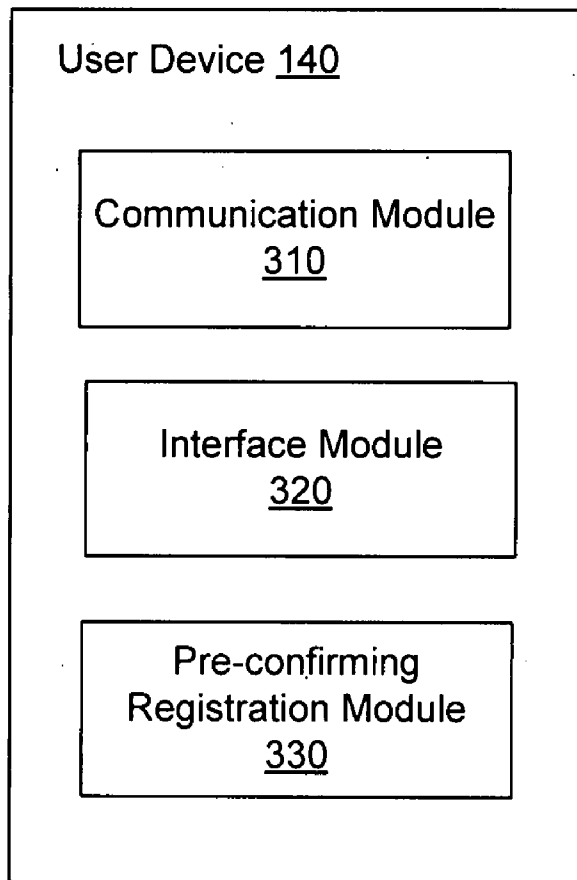 User Device 140
Communication Module
310
Interface Module
320
Pre-confirming
Registration Module
330